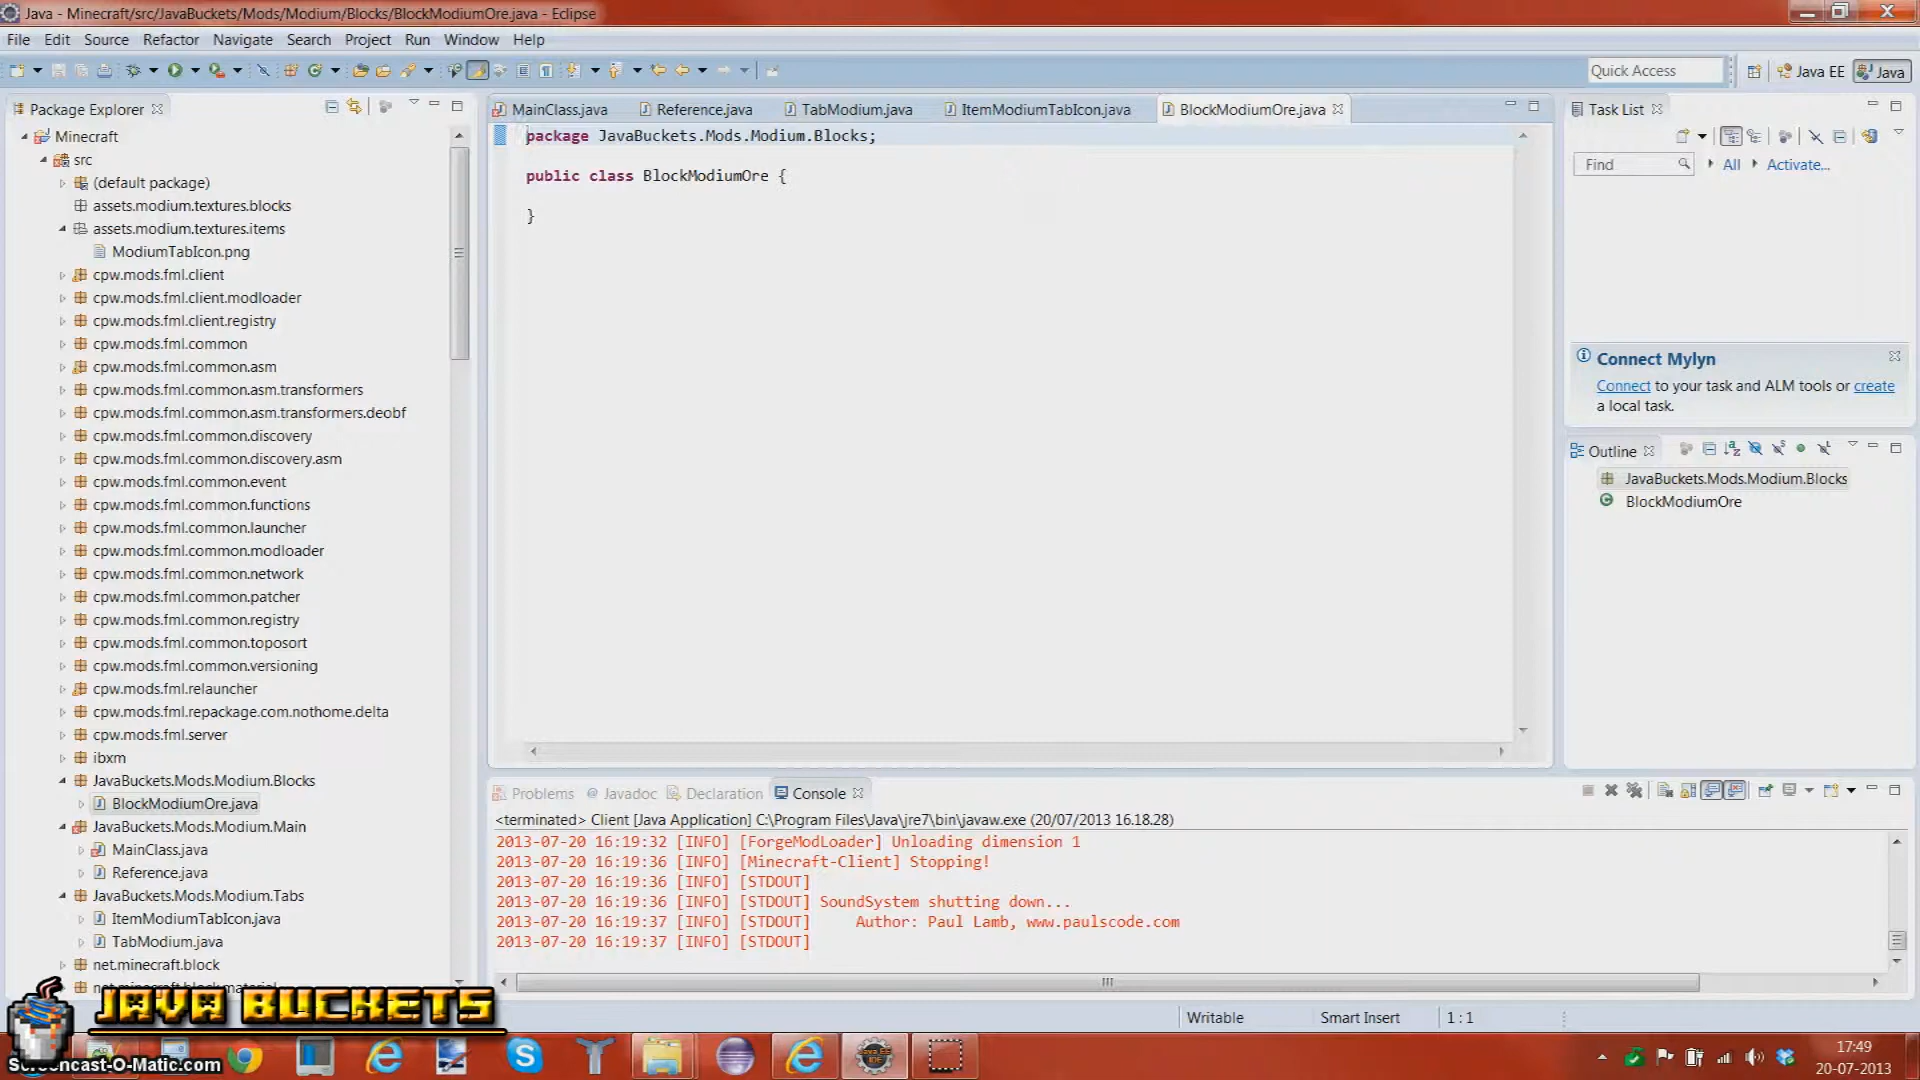 Java - Minecraft/src/JavaBuckets/Mods/Modium/Blocks/BlockModiumOre.java - Eclipse
File Edit Source Refactor Navigate Search Project Run Window Help
Quick Access
Java EE
Java
Package Explorer
MainClass.java
Reference.java
TabModium.java
ItemModiumTabIcon.java
BlockModiumOre.java
Task List
Minecraft
src
(default package)
assets.modium.textures.blocks
assets.modium.textures.items
ModiumTabIcon.png
cpw.mods.fml.client
cpw.mods.fml.client.modloader
cpw.mods.fml.client.registry
cpw.mods.fml.common
cpw.mods.fml.common.asm
cpw.mods.fml.common.asm.transformers
cpw.mods.fml.common.asm.transformers.deobf
cpw.mods.fml.common.discovery
cpw.mods.fml.common.discovery.asm
cpw.mods.fml.common.event
cpw.mods.fml.common.functions
cpw.mods.fml.common.launcher
cpw.mods.fml.common.modloader
cpw.mods.fml.common.network
cpw.mods.fml.common.patcher
cpw.mods.fml.common.registry
cpw.mods.fml.common.toposort
cpw.mods.fml.common.versioning
cpw.mods.fml.relauncher
cpw.mods.fml.repackage.com.nothome.delta
cpw.mods.fml.server
ibxm
JavaBuckets.Mods.Modium.Blocks
BlockModiumOre.java
JavaBuckets.Mods.Modium.Main
MainClass.java
Reference.java
JavaBuckets.Mods.Modium.Tabs
ItemModiumTabIcon.java
TabModium.java
net.minecraft.block
package JavaBuckets.Mods.Modium.Blocks;
public class BlockModiumOre {
}
Find
All
Activate...
Connect Mylyn
Connect to your task and ALM tools or create
a local task.
Outline
JavaBuckets.Mods.Modium.Blocks
BlockModiumOre
Problems
Javadoc
Declaration
Console
<terminated> Client [Java Application] C:\Program Files\Java\jre7\bin\javaw.exe (20/07/2013 16.18.28)
2013-07-20 16:19:32 [INFO] [ForgeModLoader] Unloading dimension 1
2013-07-20 16:19:36 [INFO] [Minecraft-Client] Stopping!
2013-07-20 16:19:36 [INFO] [STDOUT]
2013-07-20 16:19:36 [INFO] [STDOUT] SoundSystem shutting down...
2013-07-20 16:19:37 [INFO] [STDOUT] Author: Paul Lamb, www.paulscode.com
2013-07-20 16:19:37 [INFO] [STDOUT]
Writable
Smart Insert
1 : 1
JAVA BUCKETS
Screencast-O-Matic.com
17:49
20-07-2013